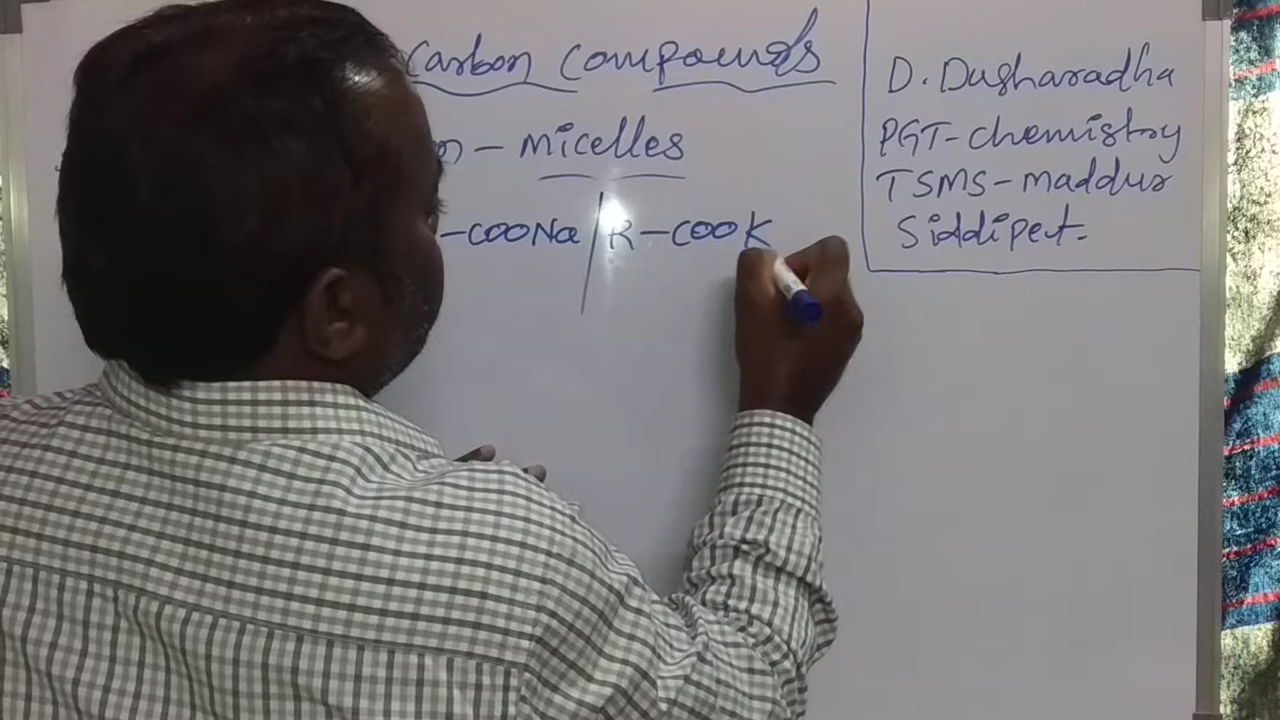 Carbon Compounds
- micelles
-COONa / R-COOK
D. Dusharadha
PGT-chemistry
TSMS-maddur
Siddipet.